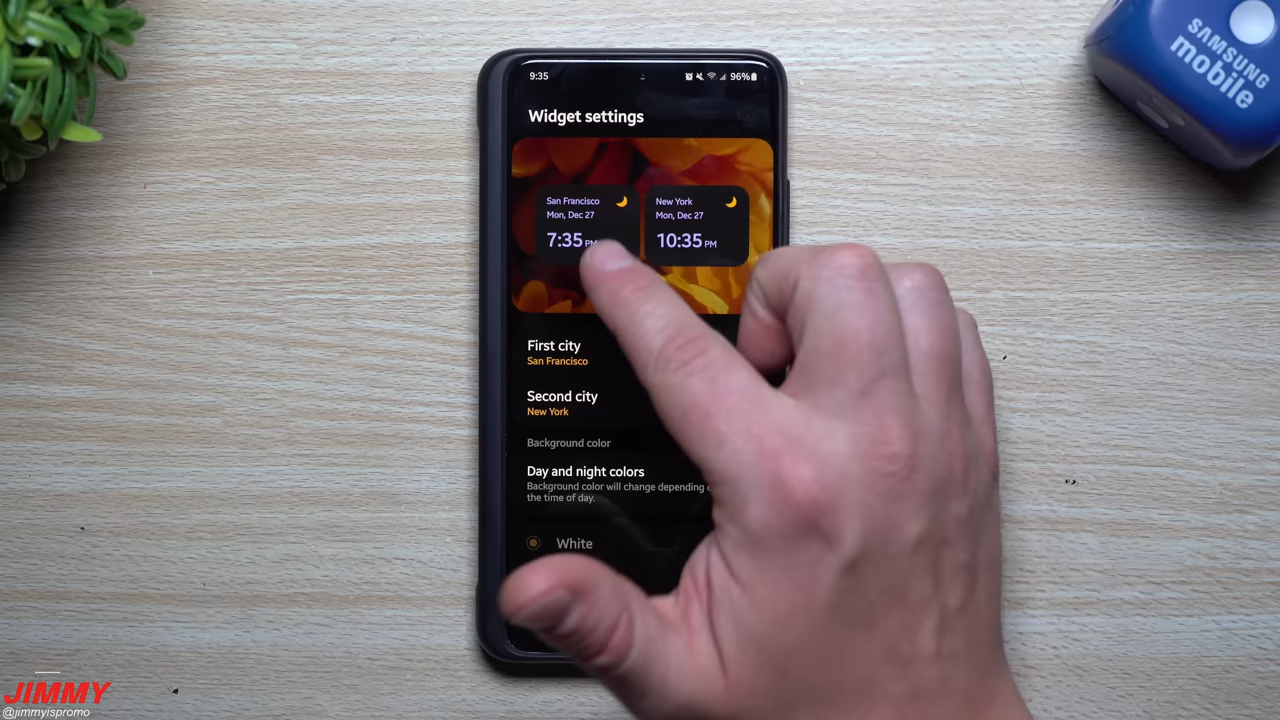 9:35
96%
Widget settings
San Francisco
Mon, Dec 27
7:35 PM
New York
Mon, Dec 27
10:35 PM
First city
San Francisco
Second city
New York
Background color
Day and night colors
Background color will change depending
the time of day.
White
SAMSUNG
mobile
JIMMY
@jimmyispromo